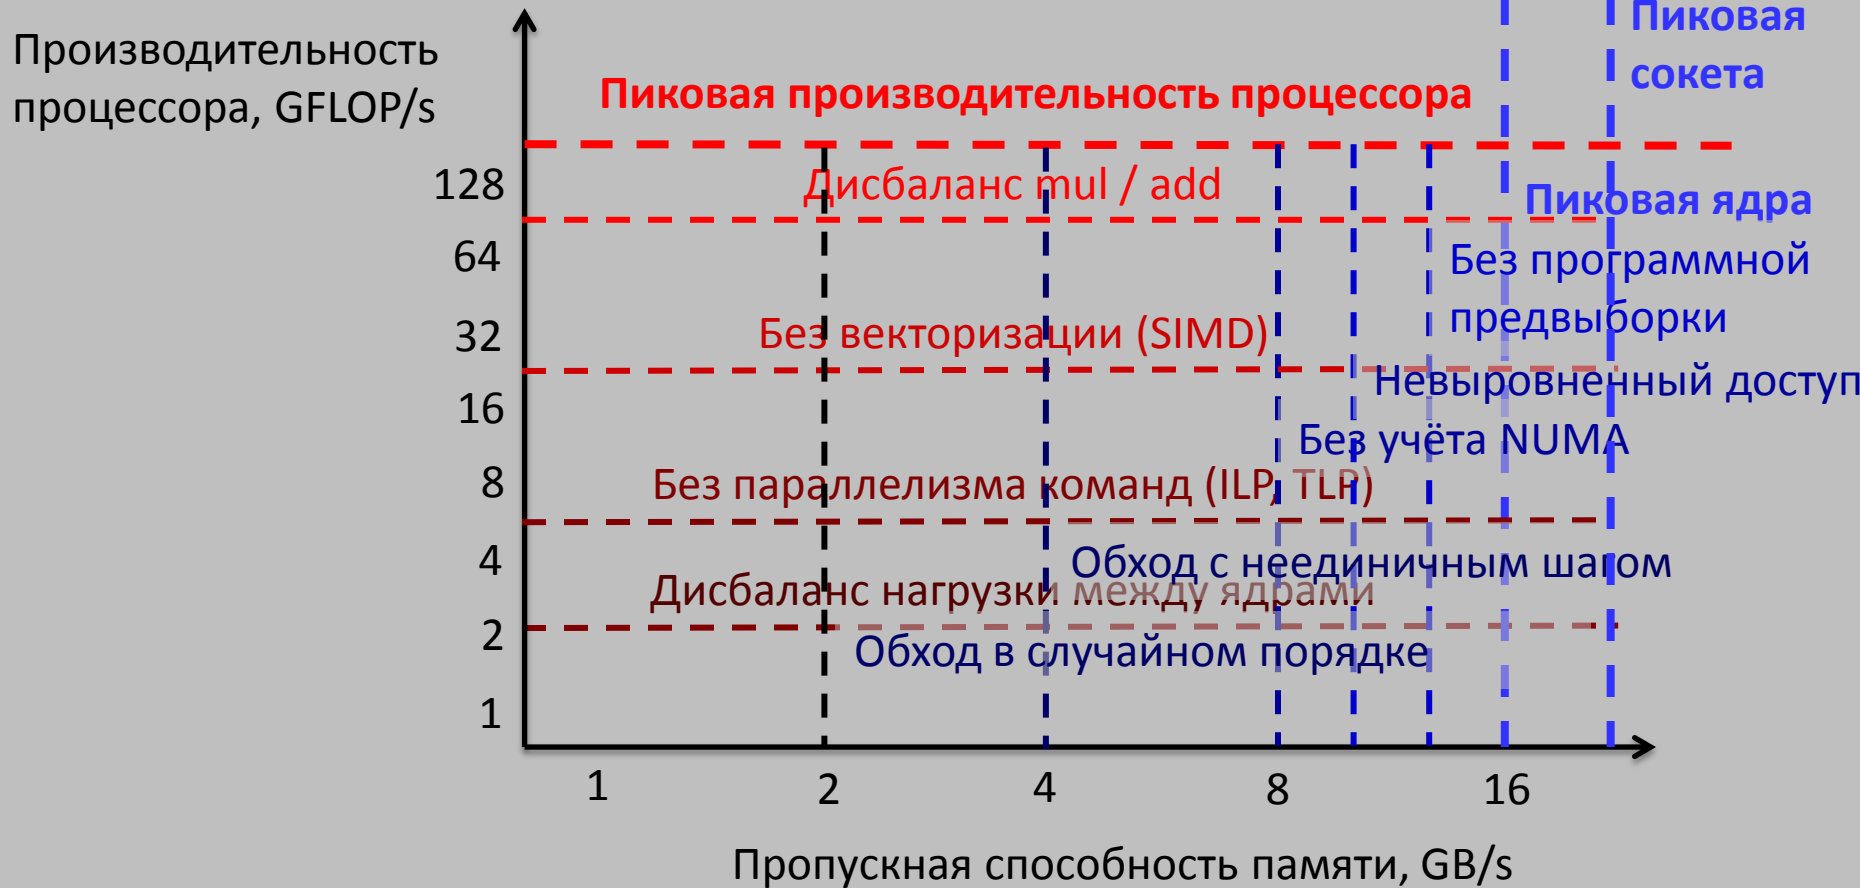 Производительность
процессора, GFLOP/s
Пиковая
сокета
Пиковая производительность процессора
128
Дисбаланс mul / add
Пиковая ядра
64
Без программной
предвыборки
32
Без векторизации (SIMD)
Невыровненный доступ
16
Без учёта NUMA
8
Без параллелизма команд (ILP, TLP)
4
Обход с неединичным шагом
Дисбаланс нагрузки между ядрами
2
Обход в случайном порядке
1
1 2 4 8 16
Пропускная способность памяти, GB/s